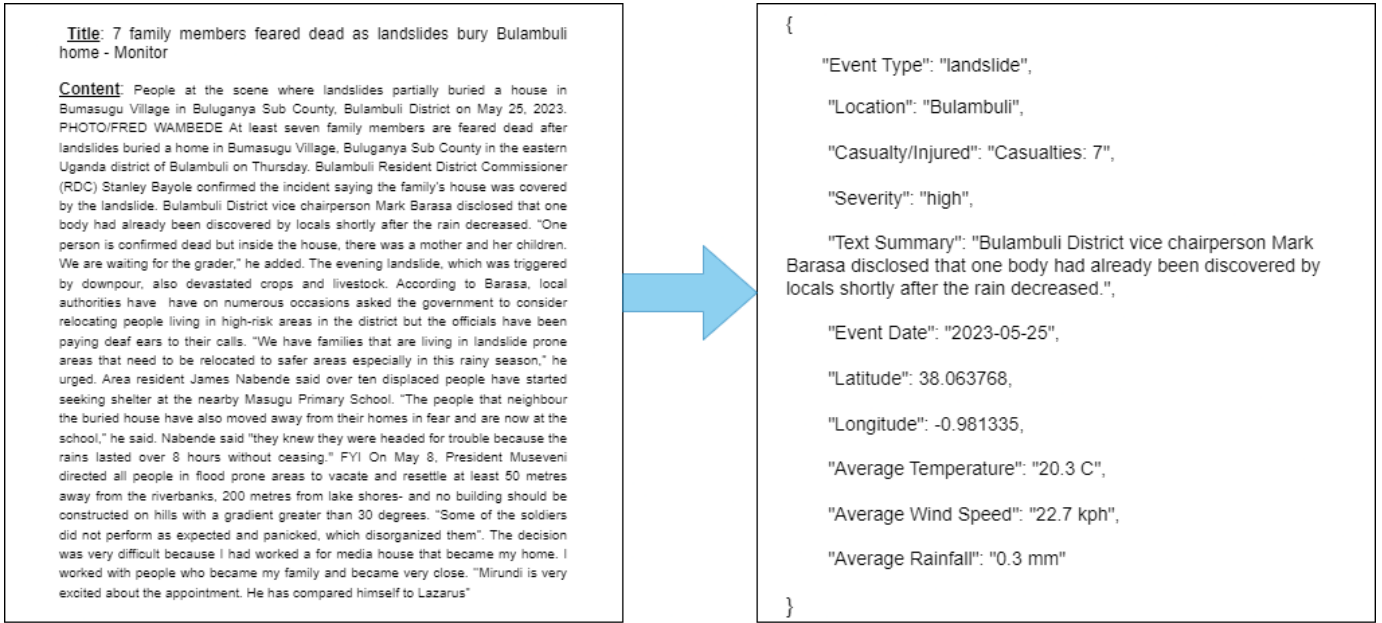 Title: 7 family members feared dead as landslides bury Bulambuli
home - Monitor
Content: People at the scene where landslides partially buried a house in
Bumasugu Village in Buluganya Sub County, Bulambuli District on May 25, 2023.
PHOTO/FRED WAMBEDE At least seven family members are feared dead after
landslides buried a home in Bumasugu Village, Buluganya Sub County in the eastern
Uganda district of Bulambuli on Thursday. Bulambuli Resident District Commissioner
(RDC) Stanley Bayole confirmed the incident saying the family's house was covered
by the landslide. Bulambuli District vice chairperson Mark Barasa disclosed that one
body had already been discovered by locals shortly after the rain decreased. "One
person is confirmed dead but inside the house, there was a mother and her children.
We are waiting for the grader," he added. The evening landslide, which was triggered
by downpour, also devastated crops and livestock. According to Barasa, local
authorities have have on numerous occasions asked the government to consider
relocating people living in high-risk areas in the district but the officials have been
paying deaf ears to their calls. "We have families that are living in landslide prone
areas that need to be relocated to safer areas especially in this rainy season," he
urged. Area resident James Nabende said over ten displaced people have started
seeking shelter at the nearby Masugu Primary School. "The people that neighbour
the buried house have also moved away from their homes in fear and are now at the
school," he said. Nabende said "they knew they were headed for trouble because the
rains lasted over 8 hours without ceasing." FYI On May 8, President Museveni
directed all people in flood prone areas to vacate and resettle at least 50 metres
away from the riverbanks, 200 metres from lake shores- and no building should be
constructed on hills with a gradient greater than 30 degrees. "Some of the soldiers
did not perform as expected and panicked, which disorganized them". The decision
was very difficult because I had worked a for media house that became my home. I
worked with people who became my family and became very close. "Mirundi is very
excited about the appointment. He has compared himself to Lazarus"
{
"Event Type": "landslide",
"Location": "Bulambuli",
"Casualty/Injured": "Casualties: 7",
"Severity": "high",
"Text Summary": "Bulambuli District vice chairperson Mark
Barasa disclosed that one body had already been discovered by
locals shortly after the rain decreased.",
"Event Date": "2023-05-25",
"Latitude": 38.063768,
"Longitude": -0.981335,
"Average Temperature": "20.3 C",
"Average Wind Speed": "22.7 kph",
"Average Rainfall": "0.3 mm"
}